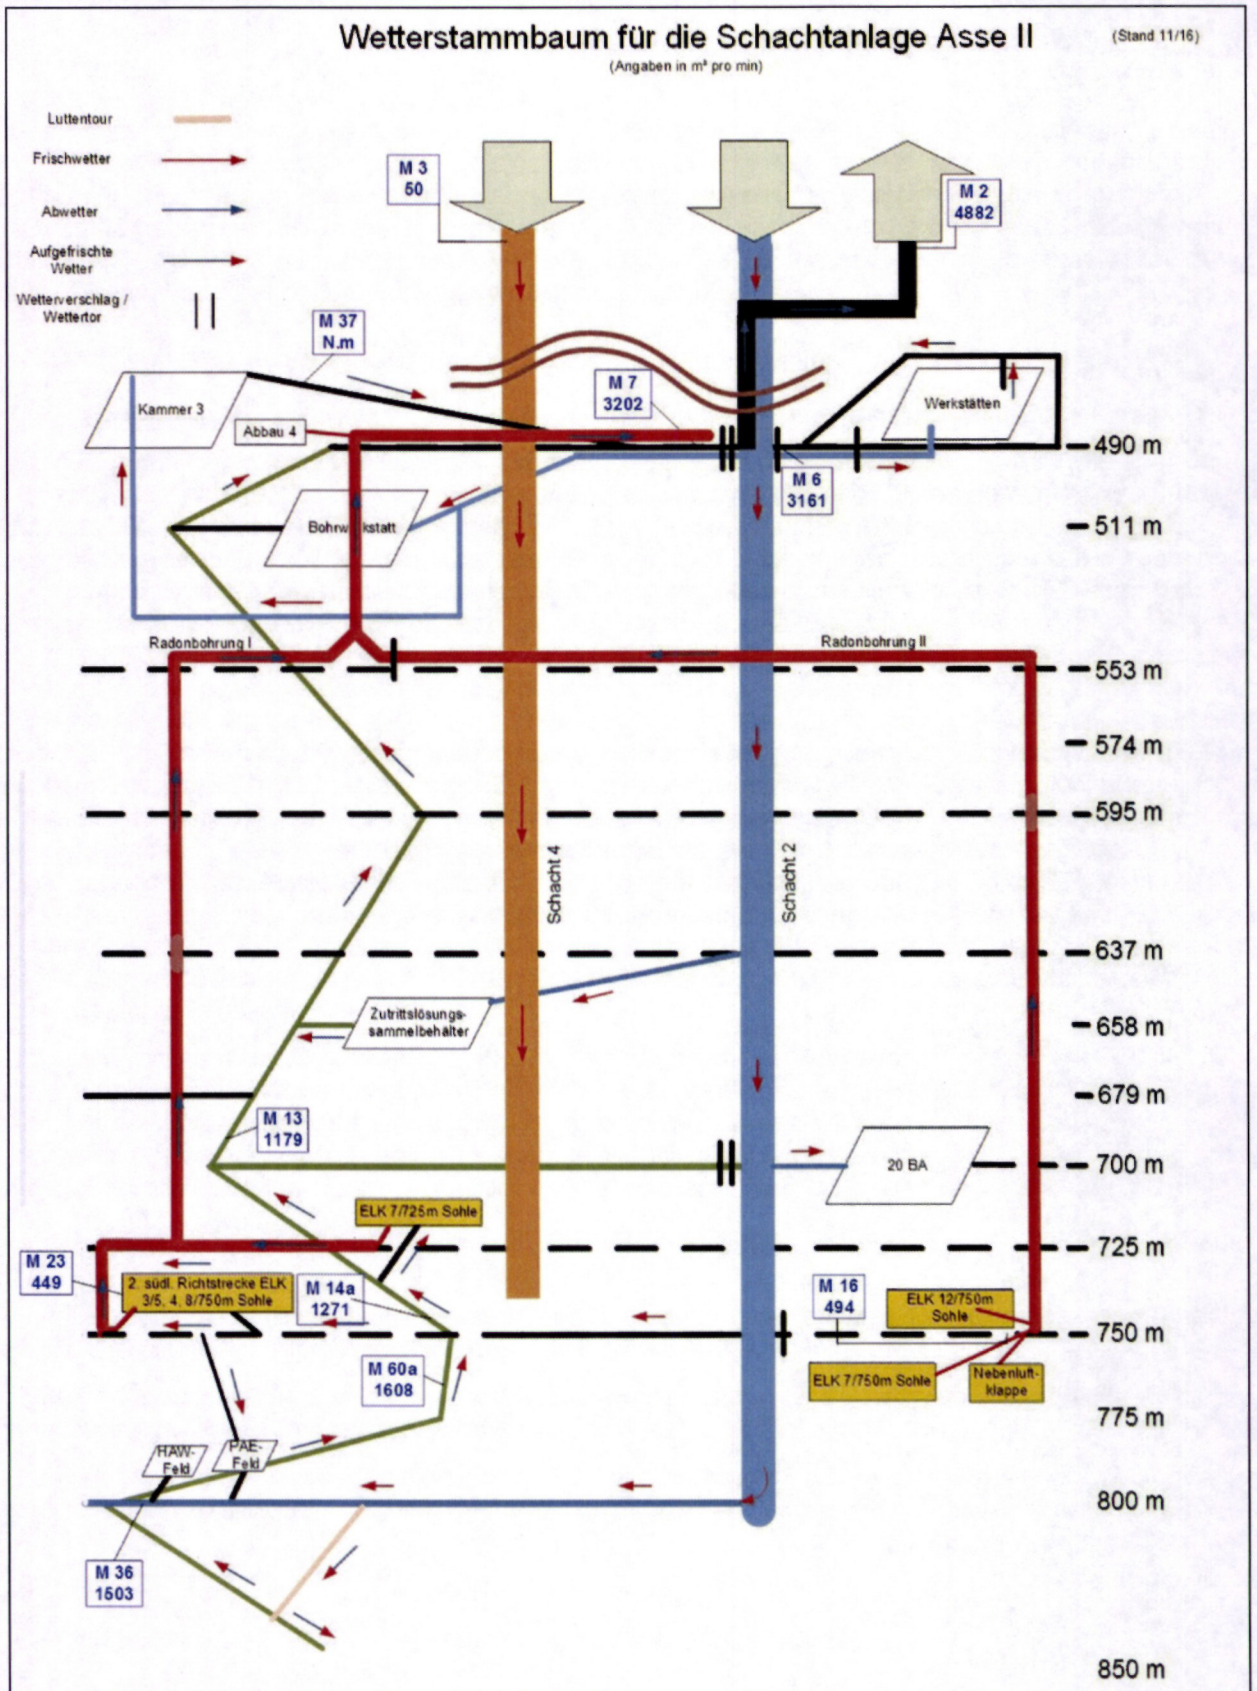 Wetterstammbaum für die Schachtanlage Asse II
(Stand 11/16)
(Angaben in m³ pro min)
Luttentour
Frischwetter
Abwetter
Aufgefrischte
Wetter
Wetterverschlag /
Wettertor
M 3
50
M 2
4882
M 37
N.m
M 7
3202
Kammer 3
Abbau 4
Werkstätten
490 m
M 6
3161
Bohrwerkstatt
511 m
Radonbohrung I
Radonbohrung II
553 m
574 m
595 m
Schacht 4
Schacht 2
637 m
Zutrittslösungs-
sammelbehälter
658 m
679 m
M 13
1179
20 BA
700 m
ELK 7/725m Sohle
725 m
M 23
449
2. südl. Richtstrecke ELK
3/5, 4, 8/750m Sohle
M 14a
1271
M 16
494
ELK 12/750m
Sohle
750 m
M 60a
1608
ELK 7/750m Sohle
Nebenluft-
klappe
775 m
HAW-
Feld
PAE-
Feld
800 m
M 36
1503
850 m